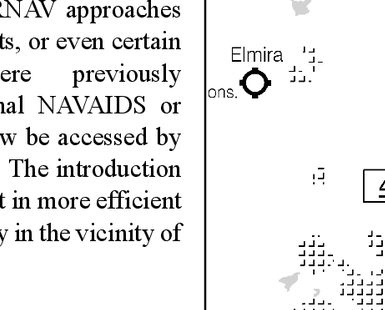 RNAV approaches
ts, or even certain
ere previously
nal NAVAIDS or
w be accessed by
The introduction
t in more efficient
y in the vicinity of
Elmira
ons.
4